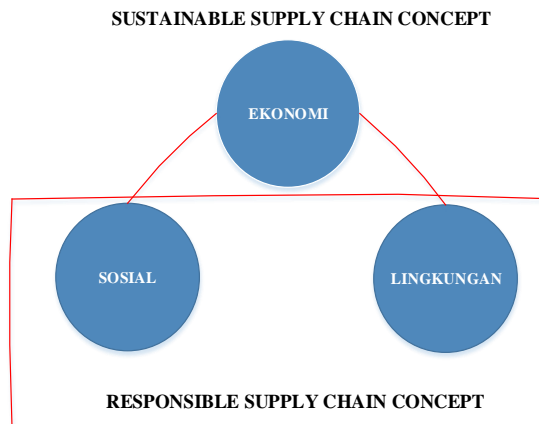 SUSTAINABLE SUPPLY CHAIN CONCEPT
EKONOMI
SOSIAL
LINGKUNGAN
RESPONSIBLE SUPPLY CHAIN CONCEPT